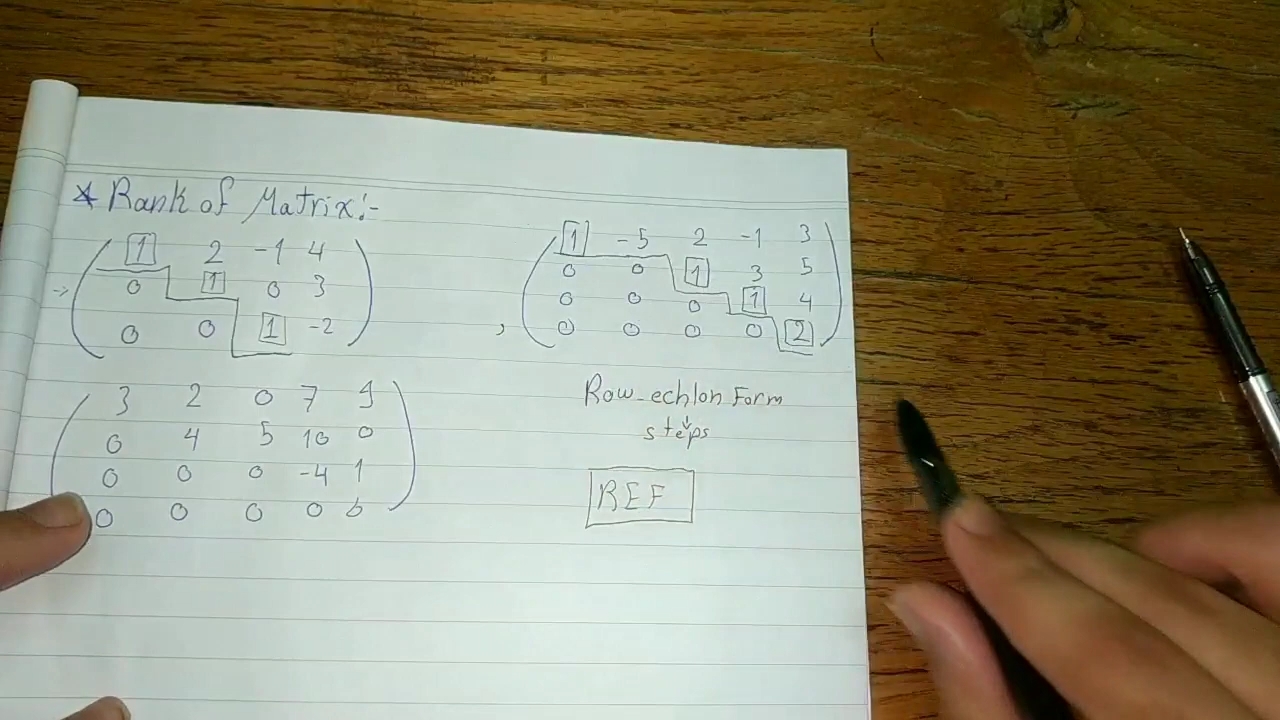 * Rank of Matrix:-
1 2 -1 4
0 1 0 3
0 0 1 -2
, 1 -5 2 -1 3
0 0 1 3 5
0 0 0 1 4
0 0 0 0 2
3 2 0 7 9
0 4 5 10 0
0 0 0 -4 1
0 0 0 0 6
Raw-echlon Form
steps
REF